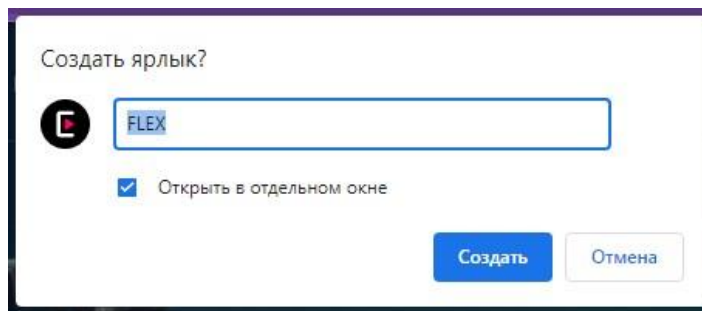 Создать ярлык?
FLEX
Открыть в отдельном окне
Создать
Отмена